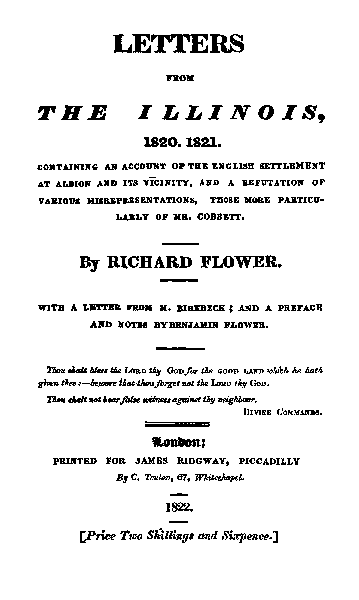 LETTERS
FROM
THE ILLINOIS,
1820. 1821.
CONTAINING AN ACCOUNT OF THE ENGLISH SETTLEMENT
AT ALBION AND ITS VICINITY, AND A REFUTATION OF
VARIOUS MISREPRESENTATIONS, THOSE MORE PARTICU-
LARLY OF MR. COBBETT.
By RICHARD FLOWER.
WITH A LETTER FROM M. BIRKBECK; AND A PREFACE
AND NOTES BY BENJAMIN FLOWER.
Thou shalt bless the LORD thy GOD for the GOOD LAND which he hath
given thee:—beware that thou forget not the LORD thy GOD.
Thou shalt not bear false witness against thy neighbour.
DIVINE COMMANDS.
London:
PRINTED FOR JAMES RIDGWAY, PICCADILLY
By C. Teulon, 67, Whitechapel.
1822.
[Price Two Shillings and Sixpence.]